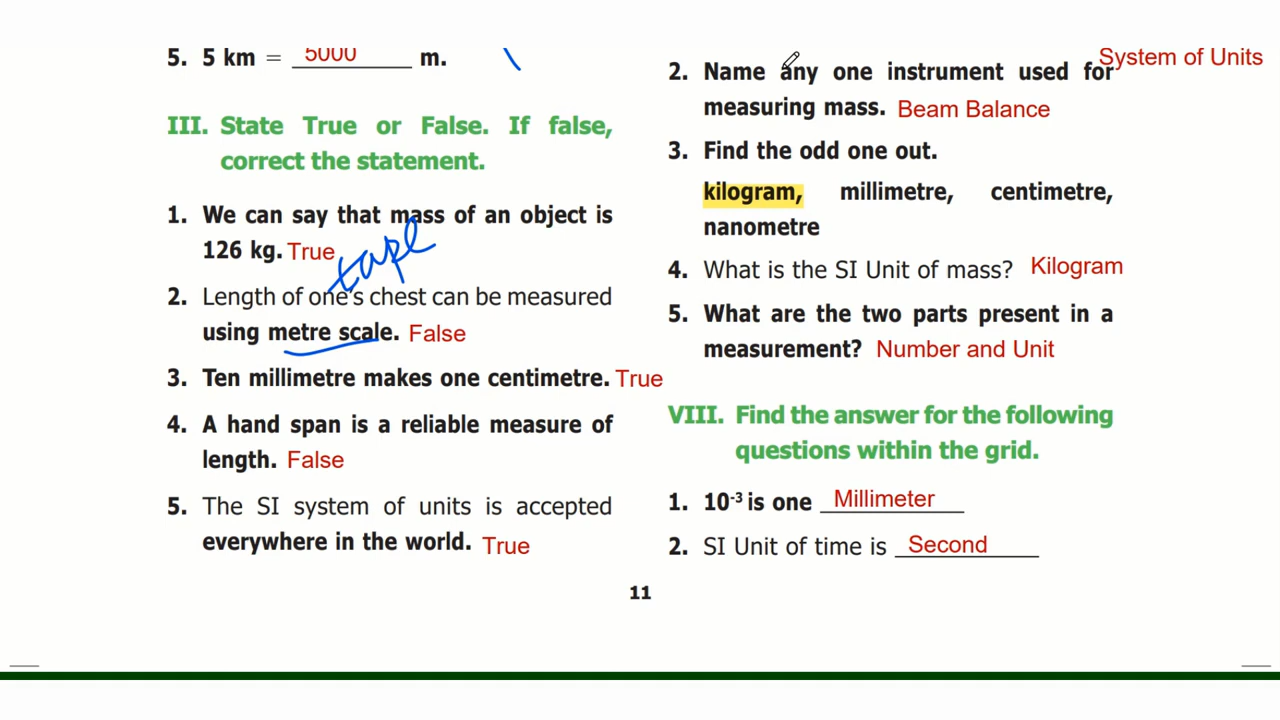 5. 5 km = 5000 m.
III. State True or False. If false,
correct the statement.
1. We can say that mass of an object is
126 kg. True
tape
2. Length of one's chest can be measured
using metre scale. False
3. Ten millimetre makes one centimetre. True
4. A hand span is a reliable measure of
length. False
5. The SI system of units is accepted
everywhere in the world. True
System of Units
2. Name any one instrument used for
measuring mass. Beam Balance
3. Find the odd one out.
kilogram, millimetre, centimetre,
nanometre
4. What is the SI Unit of mass? Kilogram
5. What are the two parts present in a
measurement? Number and Unit
VIII. Find the answer for the following
questions within the grid.
1. 10⁻³ is one Millimeter
2. SI Unit of time is Second
11